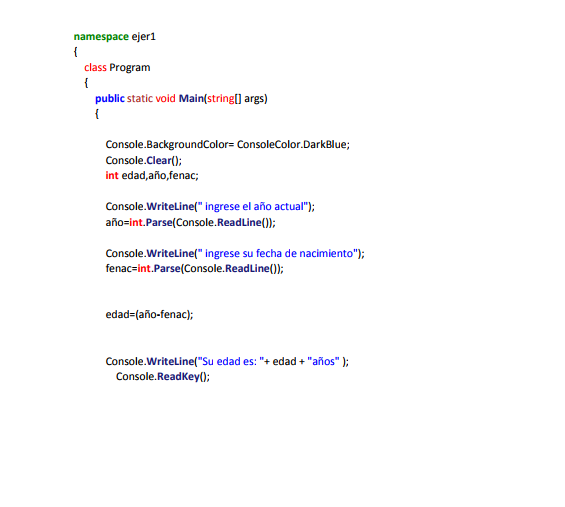 namespace ejer1
{
class Program
{
public static void Main(string[] args)
{
Console.BackgroundColor= ConsoleColor.DarkBlue;
Console.Clear();
int edad,año,fenac;
Console.WriteLine(" ingrese el año actual");
año=int.Parse(Console.ReadLine());
Console.WriteLine(" ingrese su fecha de nacimiento");
fenac=int.Parse(Console.ReadLine());
edad=(año-fenac);
Console.WriteLine("Su edad es: "+ edad + "años" );
Console.ReadKey();